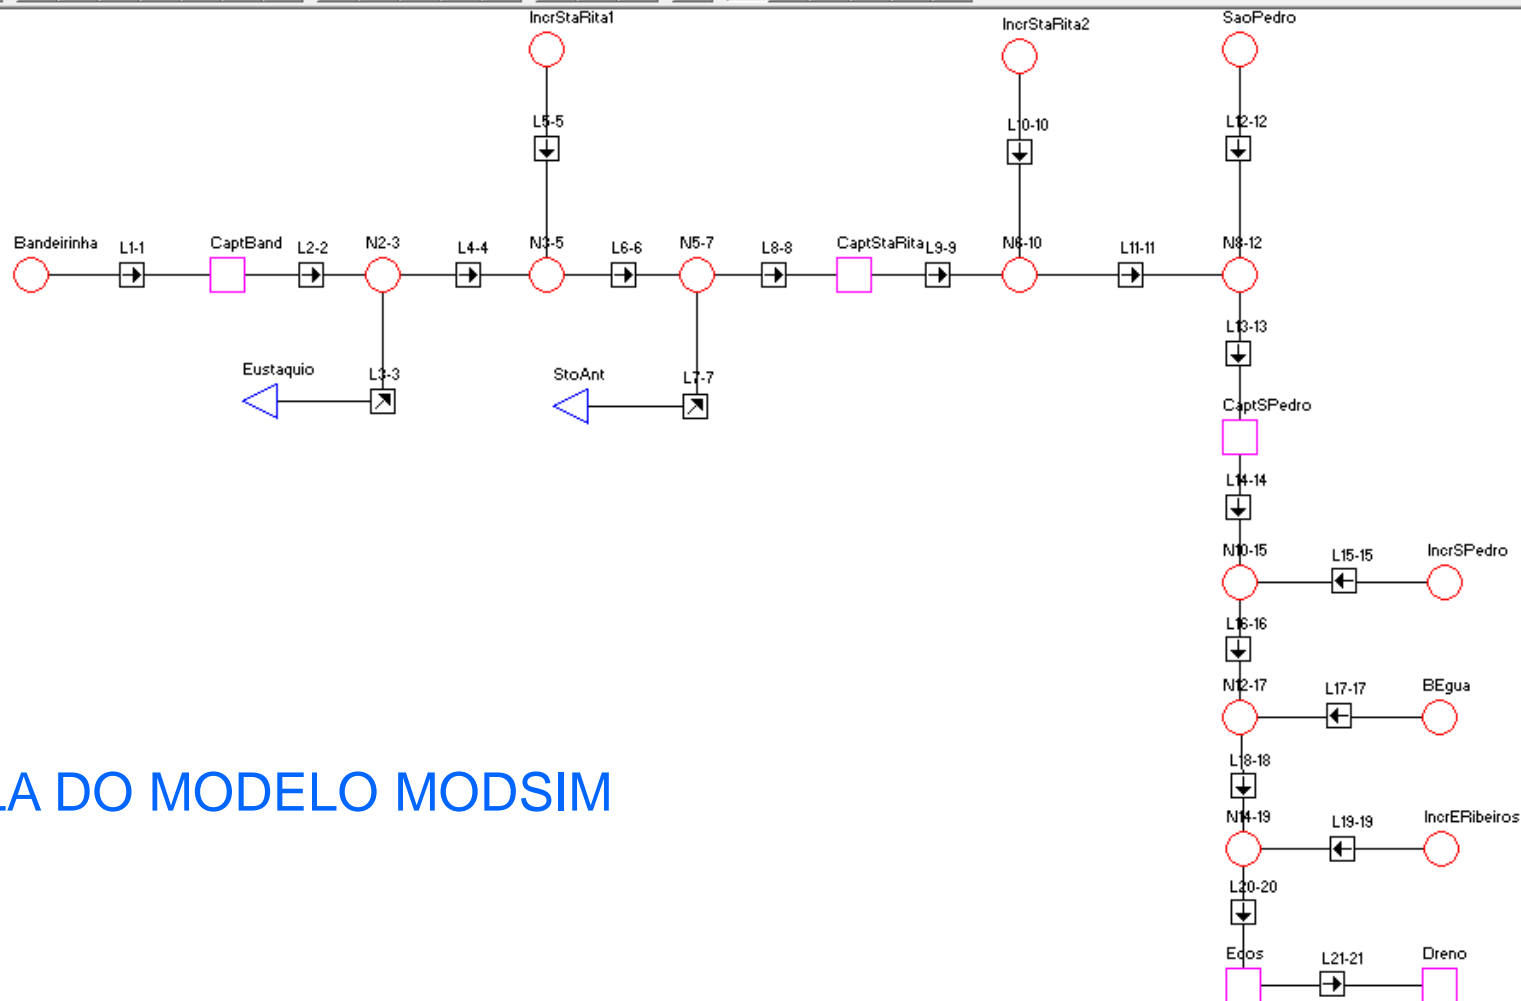 IncrStaRita1
IncrStaRita2
SaoPedro
L5-5
L10-10
L12-12
Bandeirinha
L1-1
CaptBand
L2-2
N2-3
L4-4
N3-5
L6-6
N5-7
L8-8
CaptStaRita
L9-9
N6-10
L11-11
N8-12
L13-13
Eustaquio
L3-3
StoAnt
L7-7
CaptSPedro
L14-14
N10-15
L15-15
IncrSPedro
L16-16
N12-17
L17-17
BEgua
L18-18
LA DO MODELO MODSIM
N14-19
L19-19
IncrERibeiros
L20-20
Ecos
L21-21
Dreno